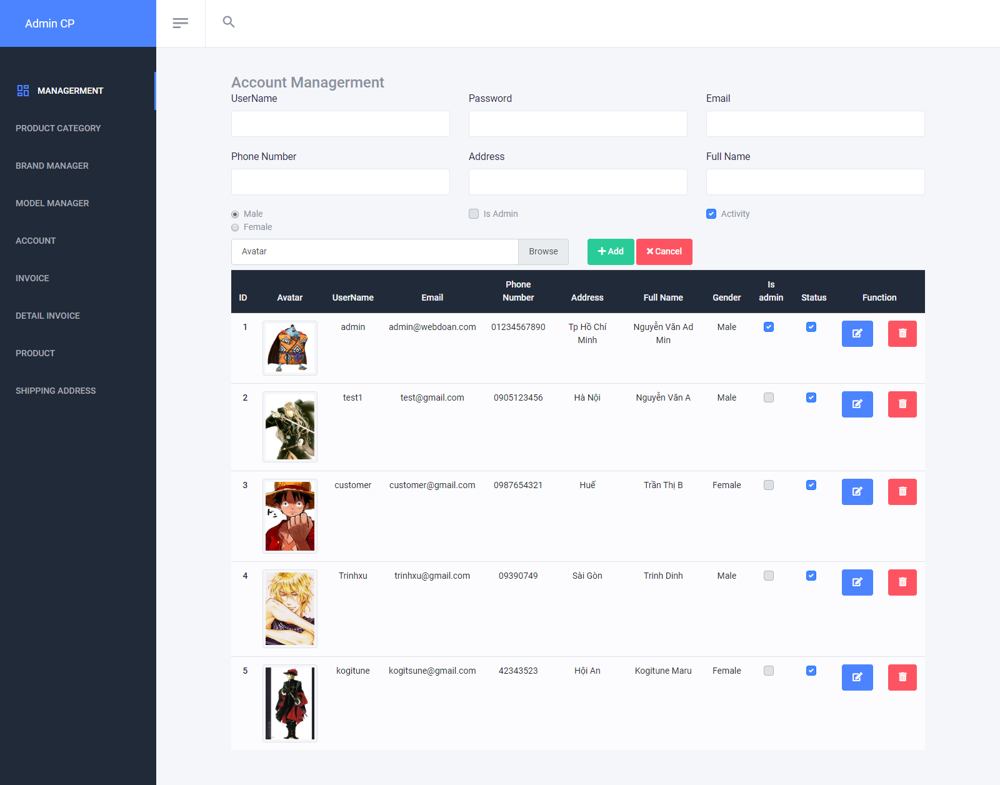 Admin CP
MANAGERMENT
PRODUCT CATEGORY
BRAND MANAGER
MODEL MANAGER
ACCOUNT
INVOICE
DETAIL INVOICE
PRODUCT
SHIPPING ADDRESS
Account Managerment
UserName Password Email
Phone Number Address Full Name
Male Is Admin Activity
Female
Avatar Browse Add Cancel
ID Avatar UserName Email Phone Number Address Full Name Gender Is admin Status Function
1 admin admin@webdoan.com 01234567890 Tp Hồ Chí Minh Nguyễn Văn Ad Min Male
2 test1 test@gmail.com 0905123456 Hà Nội Nguyễn Văn A Male
3 customer customer@gmail.com 0987654321 Huế Trần Thị B Female
4 Trinhxu trinhxu@gmail.com 09390749 Sài Gòn Trinh Dinh Male
5 kogitune kogitsune@gmail.com 42343523 Hội An Kogitune Maru Female